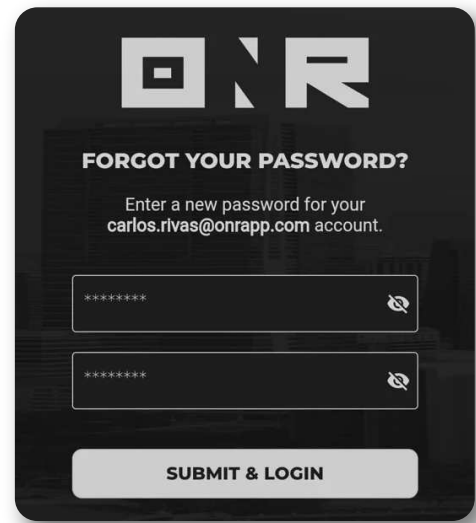 ONR
FORGOT YOUR PASSWORD?
Enter a new password for your
carlos.rivas@onrapp.com account.
********
********
SUBMIT & LOGIN